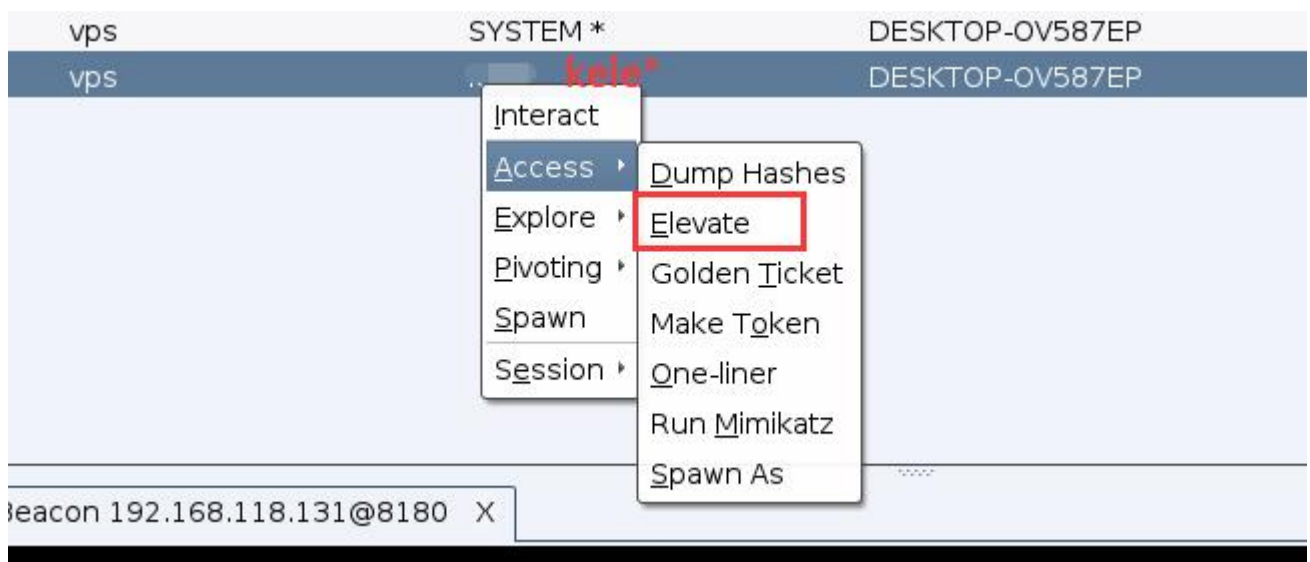 vps SYSTEM * DESKTOP-OV587EP
vps .. kele* DESKTOP-OV587EP
Interact
Access Dump Hashes
Explore Elevate
Pivoting Golden Ticket
Spawn Make Token
Session One-liner
Run Mimikatz
Spawn As
Beacon 192.168.118.131@8180 X